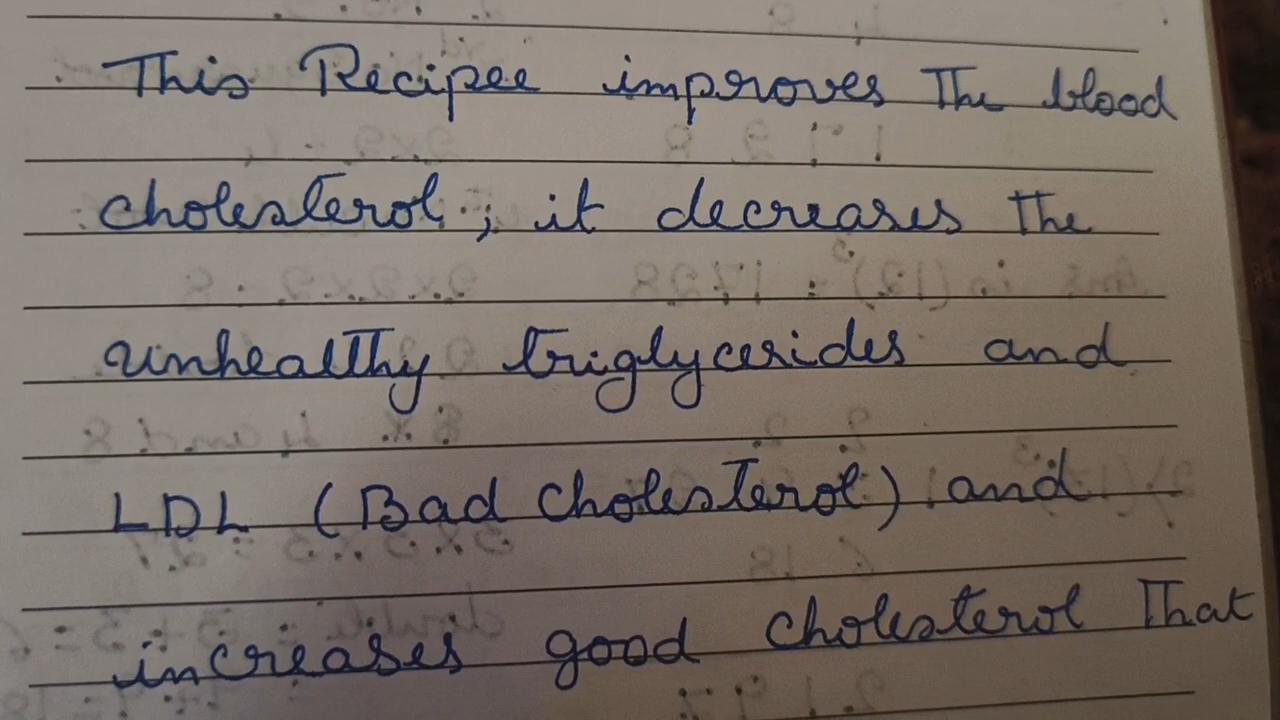 This Recipee improves The blood
cholesterol; it decreases the
unhealthy triglycerides and
LDL (Bad cholesterol) and
increases good cholesterol That